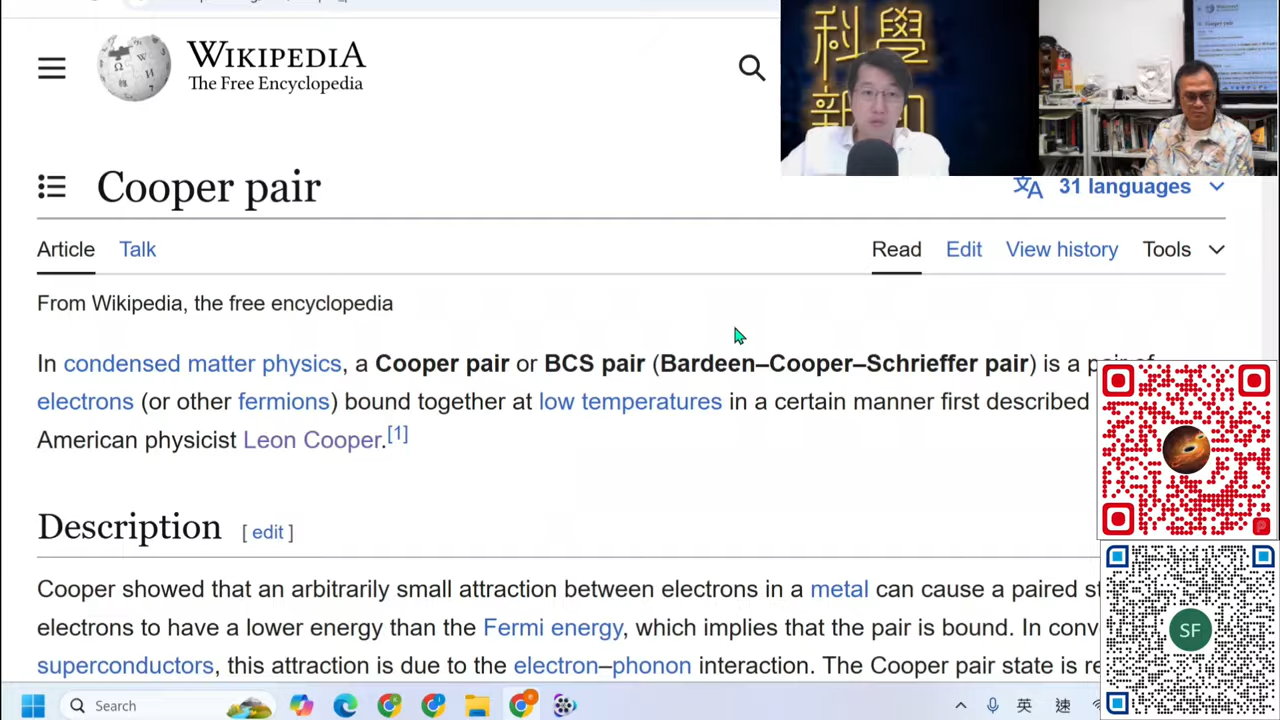 WIKIPEDIA
The Free Encyclopedia
科學
新知
Cooper pair
31 languages
Article Talk Read Edit View history Tools
From Wikipedia, the free encyclopedia
In condensed matter physics, a Cooper pair or BCS pair (Bardeen–Cooper–Schrieffer pair) is a pair of
electrons (or other fermions) bound together at low temperatures in a certain manner first described
American physicist Leon Cooper.[1]
Description [ edit ]
Cooper showed that an arbitrarily small attraction between electrons in a metal can cause a paired
electrons to have a lower energy than the Fermi energy, which implies that the pair is bound. In
superconductors, this attraction is due to the electron–phonon interaction. The Cooper pair state is
SF
Search
英 速